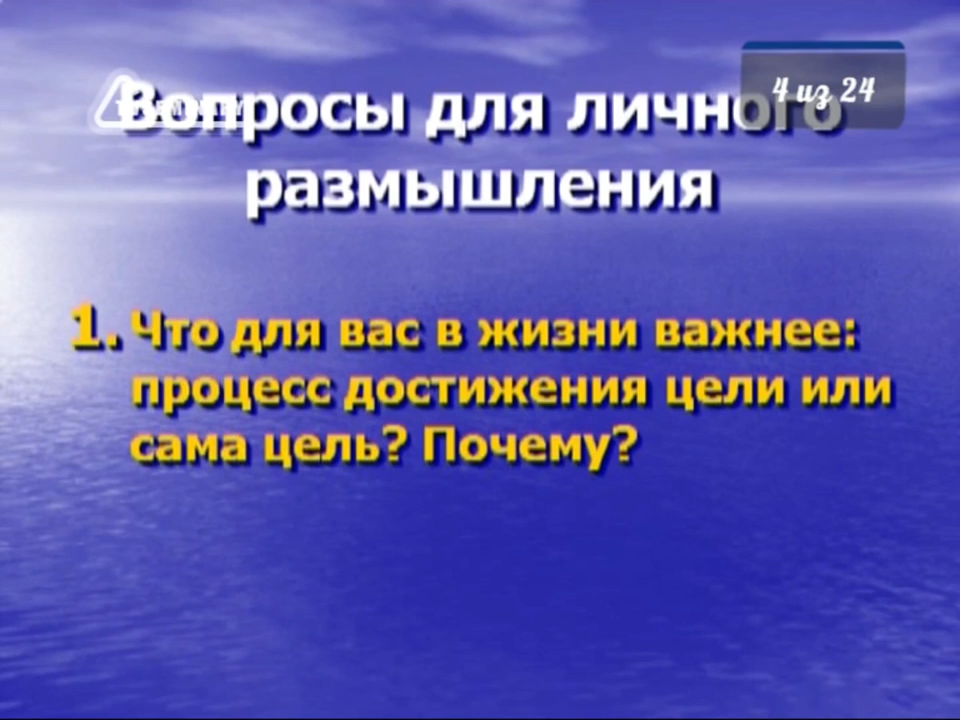 4 из 24
Вопросы для личного
размышления
1. Что для вас в жизни важнее:
процесс достижения цели или
сама цель? Почему?